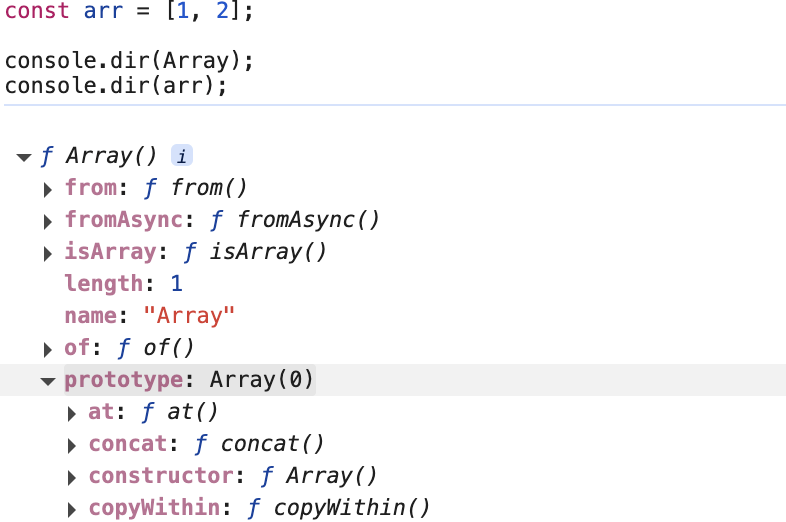 const arr = [1, 2];
console.dir(Array);
console.dir(arr);
▼ ƒ Array() i
▶ from: ƒ from()
▶ fromAsync: ƒ fromAsync()
▶ isArray: ƒ isArray()
length: 1
name: "Array"
▶ of: ƒ of()
▼ prototype: Array(0)
▶ at: ƒ at()
▶ concat: ƒ concat()
▶ constructor: ƒ Array()
▶ copyWithin: ƒ copyWithin()